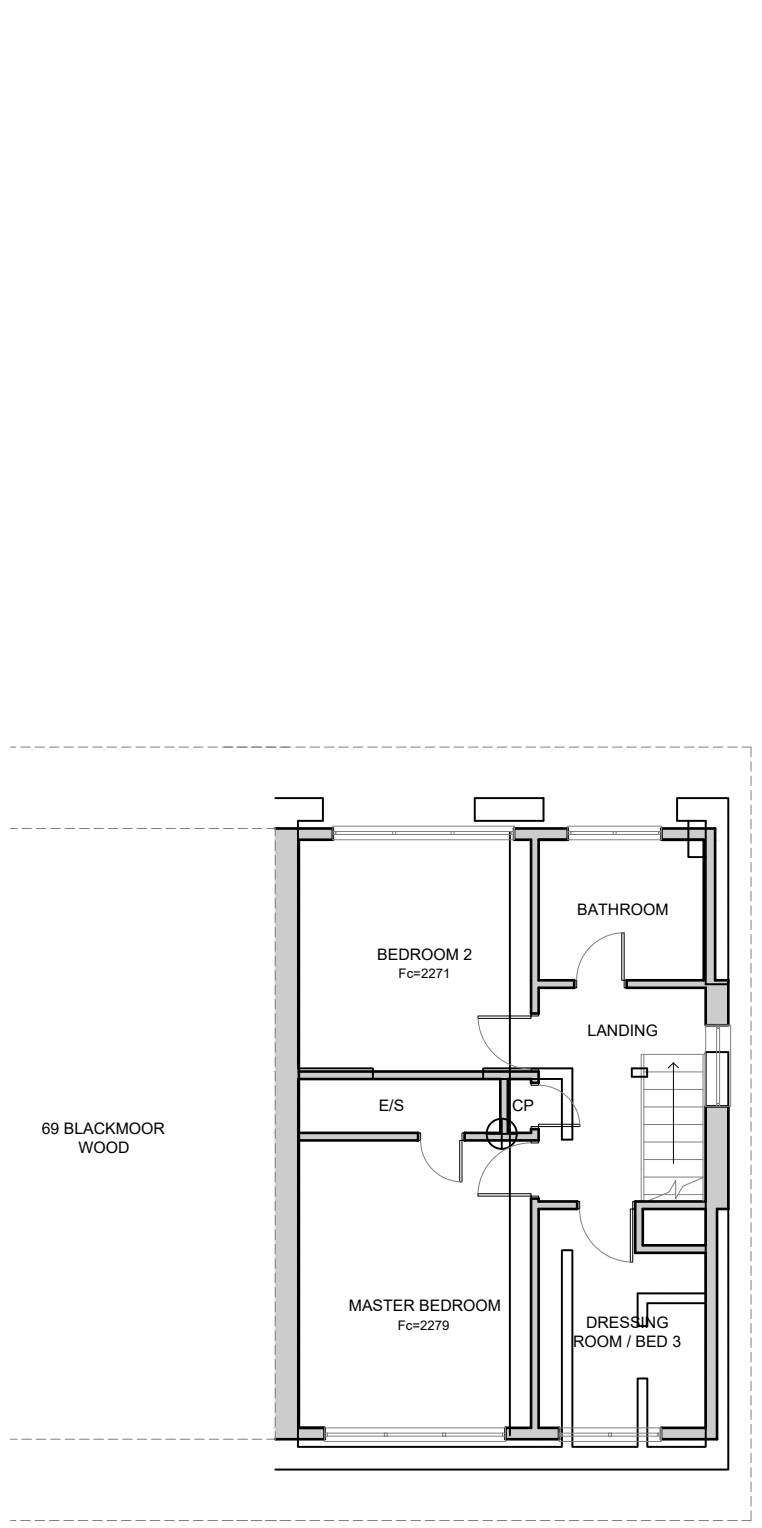 BATHROOM
BEDROOM 2
Fc=2271
LANDING
E/S
CP
69 BLACKMOOR
WOOD
MASTER BEDROOM
Fc=2279
DRESSING
ROOM / BED 3